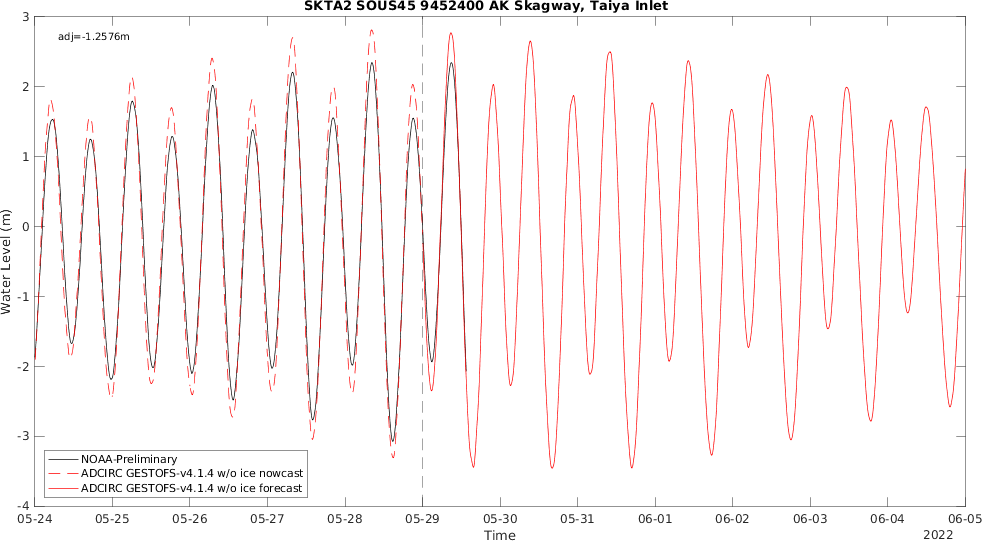 SKTA2 SOUS45 9452400 AK Skagway, Taiya Inlet
adj=-1.2576m
3
2
1
0
-1
-2
-3
-4
Water Level (m)
NOAA-Preliminary
ADCIRC GESTOFS-v4.1.4 w/o ice nowcast
ADCIRC GESTOFS-v4.1.4 w/o ice forecast
05-24 05-25 05-26 05-27 05-28 05-29 05-30 05-31 06-01 06-02 06-03 06-04 06-05
Time
2022